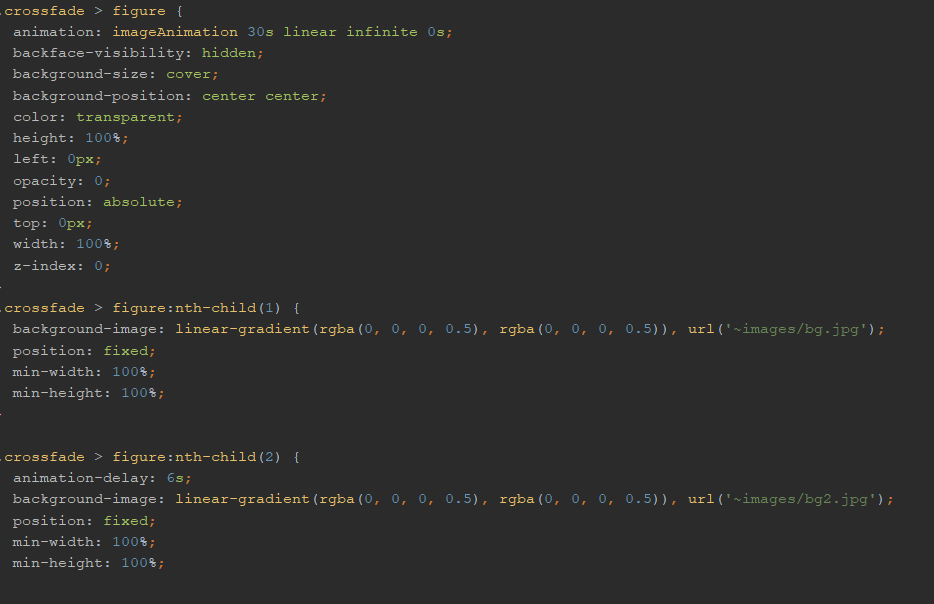 .crossfade > figure {
animation: imageAnimation 30s linear infinite 0s;
backface-visibility: hidden;
background-size: cover;
background-position: center center;
color: transparent;
height: 100%;
left: 0px;
opacity: 0;
position: absolute;
top: 0px;
width: 100%;
z-index: 0;
.crossfade > figure:nth-child(1) {
background-image: linear-gradient(rgba(0, 0, 0, 0.5), rgba(0, 0, 0, 0.5)), url('~images/bg.jpg');
position: fixed;
min-width: 100%;
min-height: 100%;
.crossfade > figure:nth-child(2) {
animation-delay: 6s;
background-image: linear-gradient(rgba(0, 0, 0, 0.5), rgba(0, 0, 0, 0.5)), url('~images/bg2.jpg');
position: fixed;
min-width: 100%;
min-height: 100%;